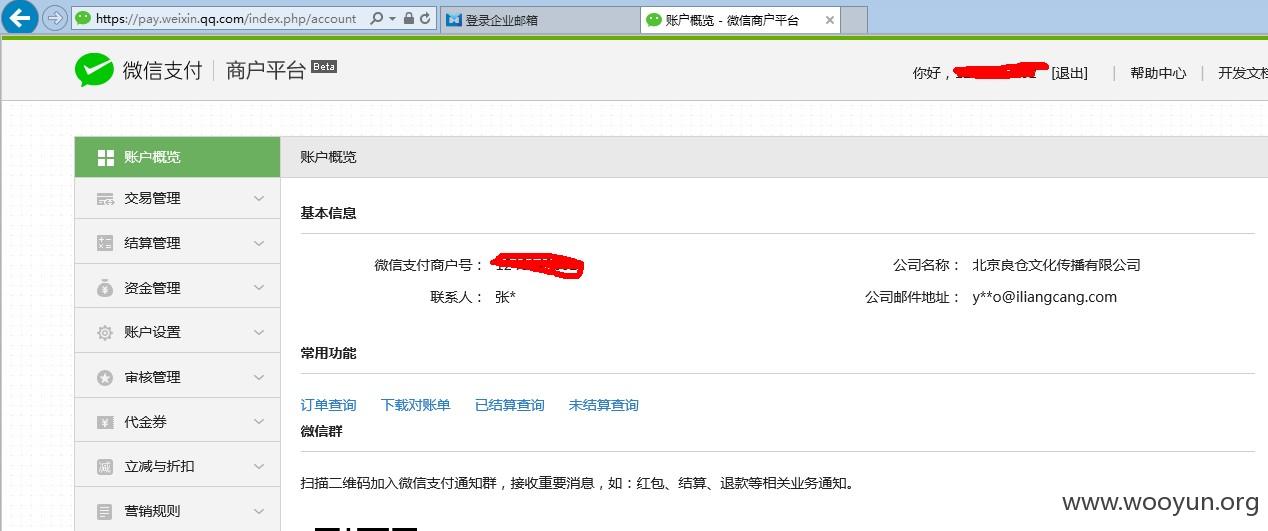 https://pay.weixin.qq.com/index.php/account
登录企业邮箱
账户概览 - 微信商户平台
微信支付 商户平台 Beta
你好， [退出] | 帮助中心 | 开发文档
账户概览
交易管理
结算管理
资金管理
账户设置
审核管理
代金券
立减与折扣
营销规则
账户概览
基本信息
微信支付商户号：
公司名称： 北京良仓文化传播有限公司
联系人： 张*
公司邮件地址： y**o@iliangcang.com
常用功能
订单查询 下载对账单 已结算查询 未结算查询
微信群
扫描二维码加入微信支付通知群，接收重要消息，如：红包、结算、退款等相关业务通知。
www.wooyun.org